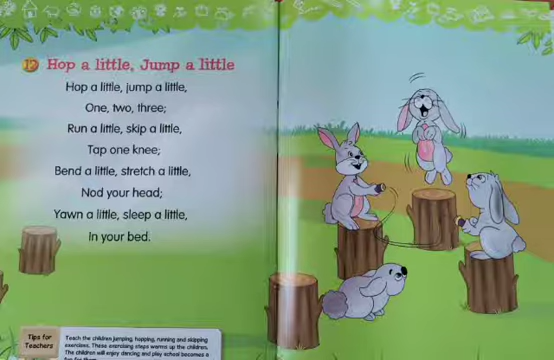 12 Hop a little, Jump a little
Hop a little, jump a little,
One, two, three;
Run a little, skip a little,
Tap one knee;
Bend a little, stretch a little,
Nod your head;
Yawn a little, sleep a little,
In your bed.
Tips for
Teachers
Teach the children jumping, hopping, running and skipping
exercises. These exercising steps warms up the children.
The children will enjoy dancing and play school becomes a